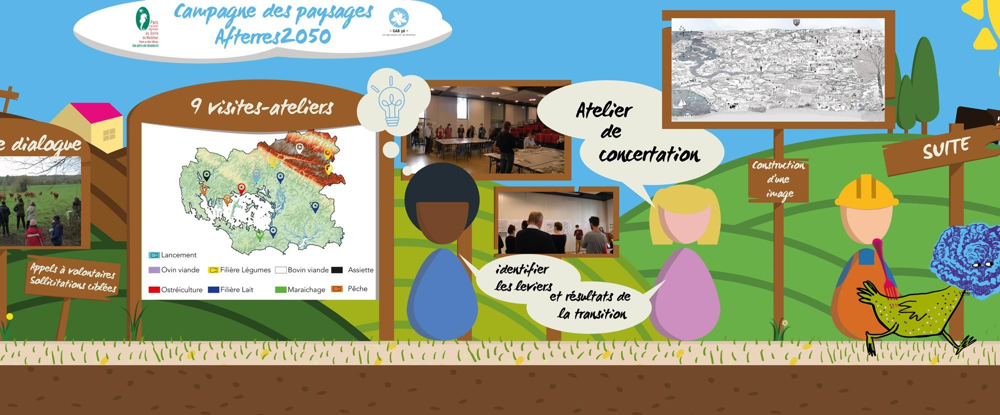 Campagne des paysages
Afterres2050
Parc
naturel
régional
du Golfe
du Morbihan
Park ar Mor Bihan
Une autre vie s'invente ici
GAB 56
Les Agriculteurs BIO du Morbihan
e dialogue
Appels à volontaires
Sollicitations ciblées
9 visites-ateliers
Lancement
Ovin viande
Filière Légumes
Bovin viande
Assiette
Ostréiculture
Filière Lait
Maraichage
Pêche
Atelier
de
concertation
identifier
les leviers
et résultats de
la transition
Construction
d'une
image
SUITE